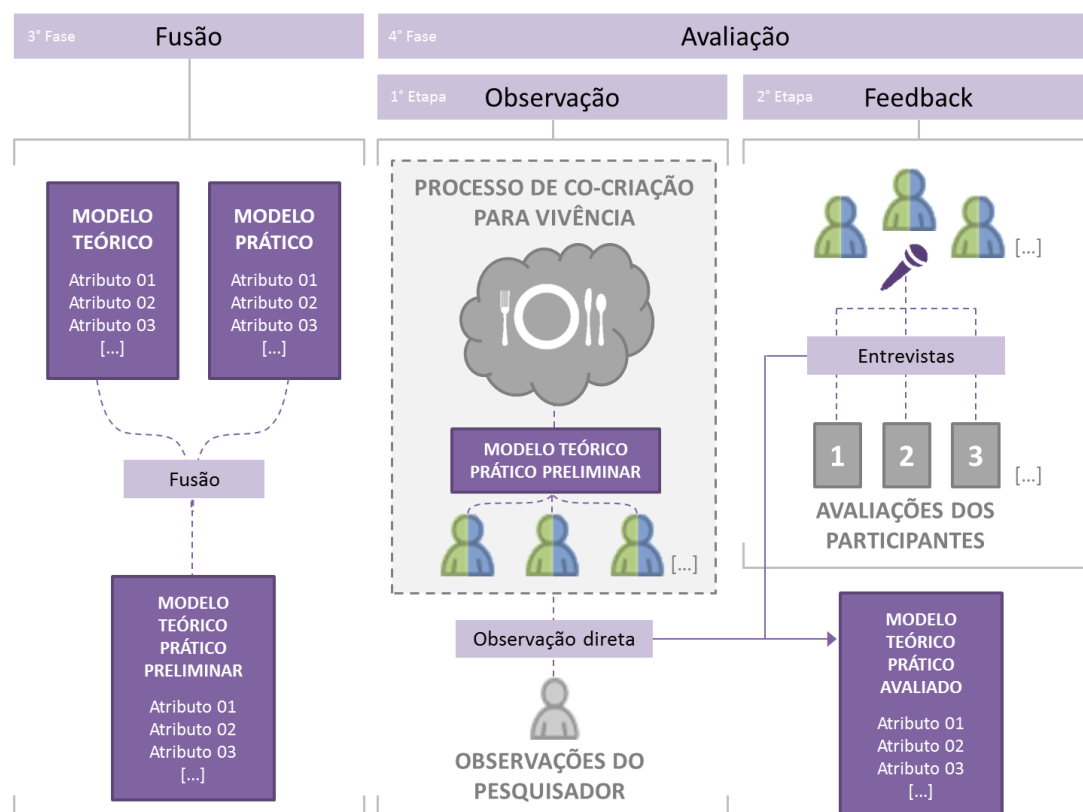 3° Fase
Fusão
4° Fase
Avaliação
1° Etapa
Observação
2° Etapa
Feedback
MODELO
TEÓRICO
Atributo 01
Atributo 02
Atributo 03
[...]
MODELO
PRÁTICO
Atributo 01
Atributo 02
Atributo 03
[...]
Fusão
MODELO
TEÓRICO
PRÁTICO
PRELIMINAR
Atributo 01
Atributo 02
Atributo 03
[...]
PROCESSO DE CO-CRIAÇÃO
PARA VIVÊNCIA
MODELO TEÓRICO
PRÁTICO PRELIMINAR
[...]
Observação direta
OBSERVAÇÕES DO
PESQUISADOR
[...]
Entrevistas
1
2
3
[...]
AVALIAÇÕES DOS
PARTICIPANTES
MODELO
TEÓRICO
PRÁTICO
AVALIADO
Atributo 01
Atributo 02
Atributo 03
[...]